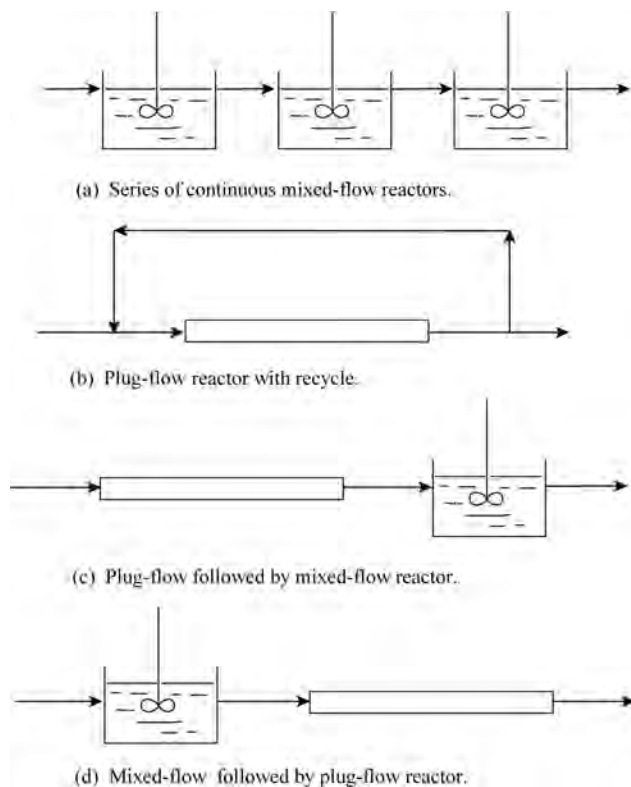 (a) Series of continuous mixed-flow reactors.
(b) Plug-flow reactor with recycle.
(c) Plug-flow followed by mixed-flow reactor.
(d) Mixed-flow followed by plug-flow reactor.